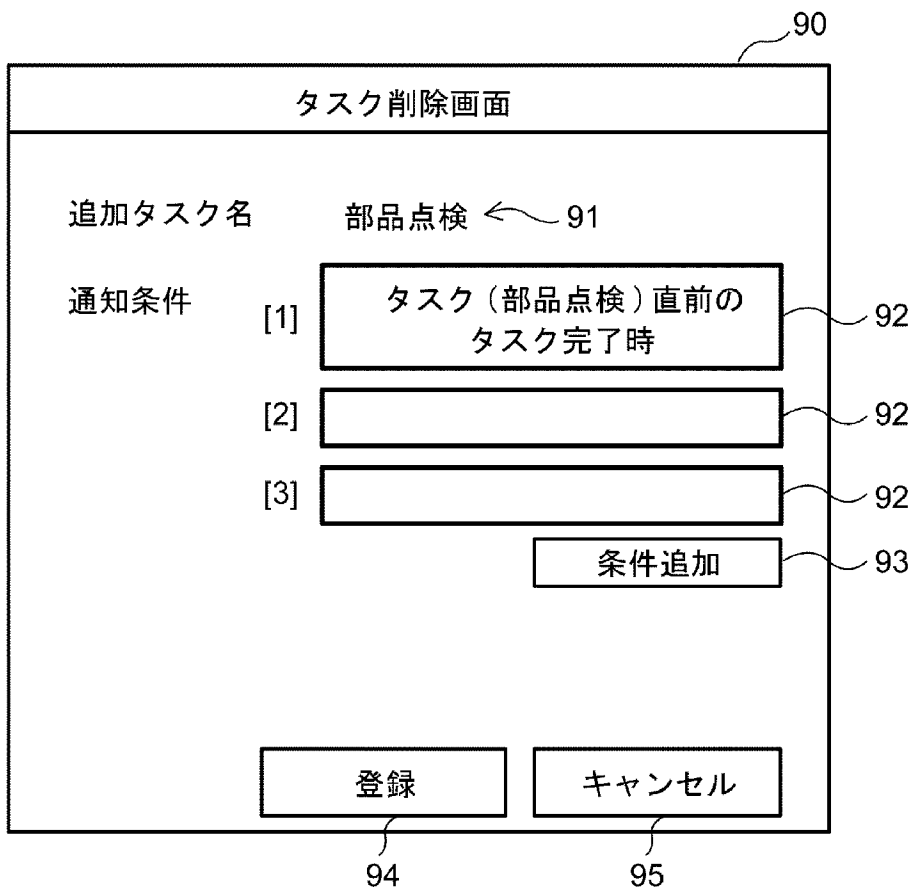 90
タスク削除画面
追加タスク名 部品点検 91
通知条件 [1] タスク(部品点検)直前の
タスク完了時 92
[2] 92
[3] 92
条件追加 93
登録 キャンセル
94 95